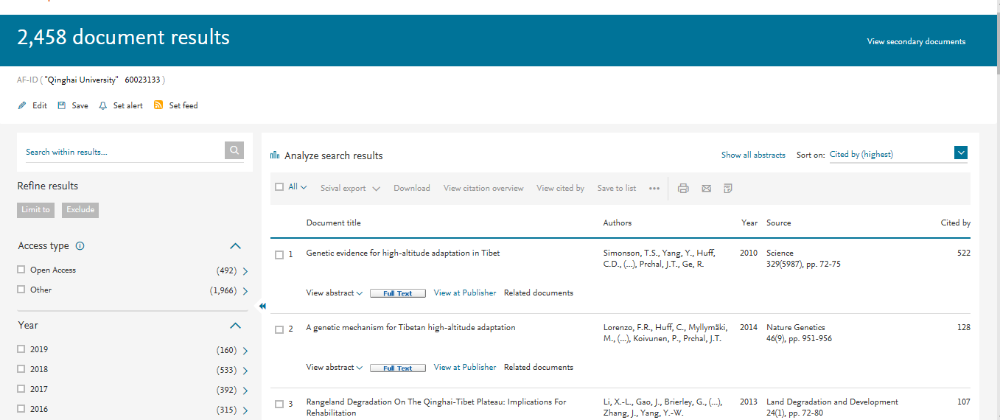 2,458 document results
View secondary documents
AF-ID ( "Qinghai University" 60023133 )
Edit Save Set alert Set feed
Search within results...
Refine results
Limit to Exclude
Access type
Open Access (492)
Other (1,966)
Year
2019 (160)
2018 (533)
2017 (392)
2016 (315)
Analyze search results
Show all abstracts Sort on: Cited by (highest)
All Scival export Download View citation overview View cited by Save to list •••
Document title Authors Year Source Cited by
1 Genetic evidence for high-altitude adaptation in Tibet Simonson, T.S., Yang, Y., Huff, 2010 Science 522
C.D., (...), Prchal, J.T., Ge, R. 329(5987), pp. 72-75
View abstract Full Text View at Publisher Related documents
2 A genetic mechanism for Tibetan high-altitude adaptation Lorenzo, F.R., Huff, C., Myllymäki, 2014 Nature Genetics 128
M., (...), Koivunen, P., Prchal, J.T. 46(9), pp. 951-956
View abstract Full Text View at Publisher Related documents
3 Rangeland Degradation On The Qinghai-Tibet Plateau: Implications For Li, X.-L., Gao, J., Brierley, G., (...), 2013 Land Degradation and Development 107
Rehabilitation Zhang, J., Yang, Y.-W. 24(1), pp. 72-80